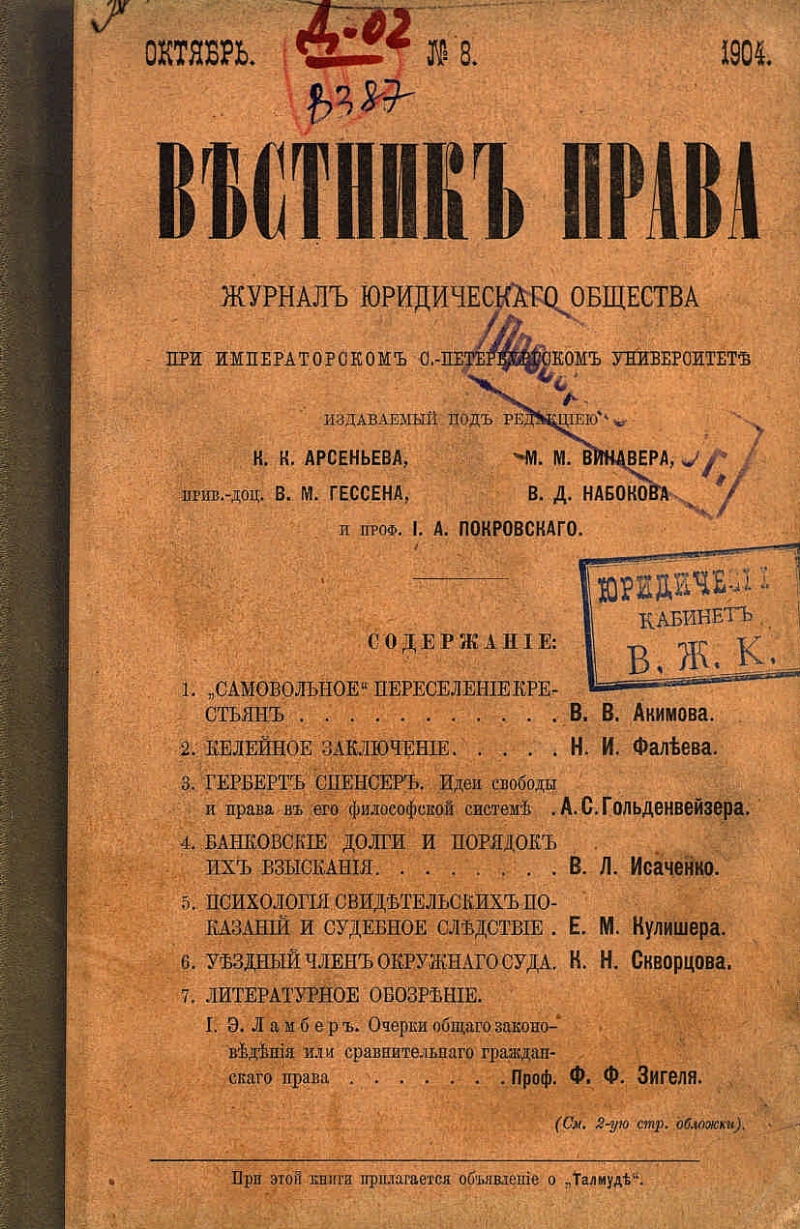 ОКТЯБРЬ. № 8. 1904.
Д-02
В387
ВѢСТНИКЪ ПРАВА
ЖУРНАЛЪ ЮРИДИЧЕСКАГО ОБЩЕСТВА
ПРИ ИМПЕРАТОРСКОМЪ С.-ПЕТЕРБУРГСКОМЪ УНИВЕРСИТЕТѢ
ИЗДАВАЕМЫЙ ПОДЪ РЕДАКЦІЕЮ
К. К. АРСЕНЬЕВА, М. М. ВИНАВЕРА,
ПРИВ.-ДОЦ. В. М. ГЕССЕНА, В. Д. НАБОКОВА
И ПРОФ. І. А. ПОКРОВСКАГО.
ЮРИДИЧЕ
КАБИНЕТЪ
В. Ж. К.
СОДЕРЖАНІЕ:
1. „САМОВОЛЬНОЕ“ ПЕРЕСЕЛЕНІЕ КРЕ-
СТЬЯНЪ . . . . . . . . . . . В. В. Акимова.
2. КЕЛЕЙНОЕ ЗАКЛЮЧЕНІЕ. . . . . Н. И. Фалѣева.
3. ГЕРБЕРТЪ СПЕНСЕРЪ. Идеи свободы
и права въ его философской системѣ . А. С. Гольденвейзера.
4. БАНКОВСКІЕ ДОЛГИ И ПОРЯДОКЪ
ИХЪ ВЗЫСКАНІЯ. . . . . . . . В. Л. Исаченко.
5. ПСИХОЛОГІЯ СВИДѢТЕЛЬСКИХЪ ПО-
КАЗАНІЙ И СУДЕБНОЕ СЛѢДСТВІЕ . Е. М. Кулишера.
6. УѢЗДНЫЙ ЧЛЕНЪ ОКРУЖНАГО СУДА. К. Н. Скворцова.
7. ЛИТЕРАТУРНОЕ ОБОЗРѢНІЕ.
I. Э. Ламберъ. Очерки общаго законо-
вѣдѣнія или сравнительнаго граждан-
скаго права . . . . . . . Проф. Ф. Ф. Зигеля.
(См. 2-ую стр. обложки).
При этой книги прилагается объявленіе о „Талмудѣ“.